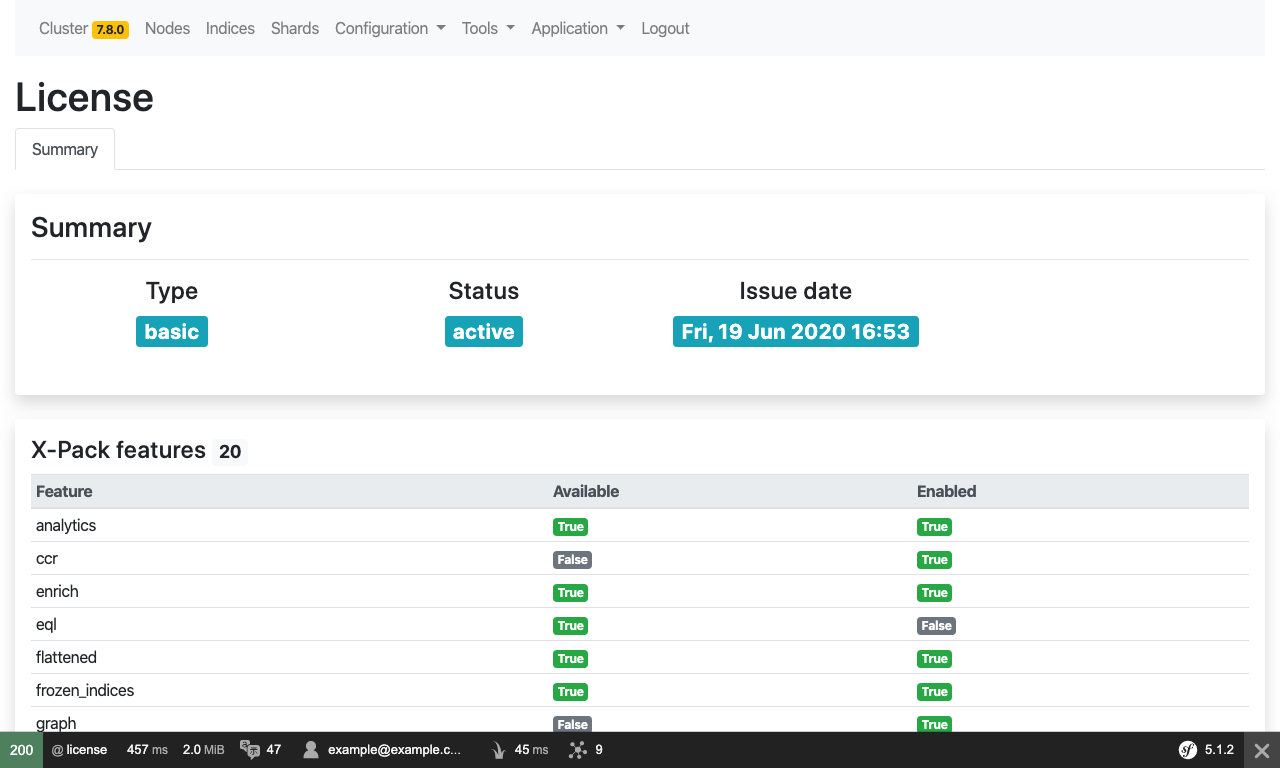 Cluster 7.8.0 Nodes Indices Shards Configuration Tools Application Logout
License
Summary
Summary
Type Status Issue date
basic active Fri, 19 Jun 2020 16:53
X-Pack features 20
Feature Available Enabled
analytics True True
ccr False True
enrich True True
eql True False
flattened True True
frozen_indices True True
graph False True
200 @ license 457 ms 2.0 MiB 47 example@example.c... 45 ms 9 sf 5.1.2